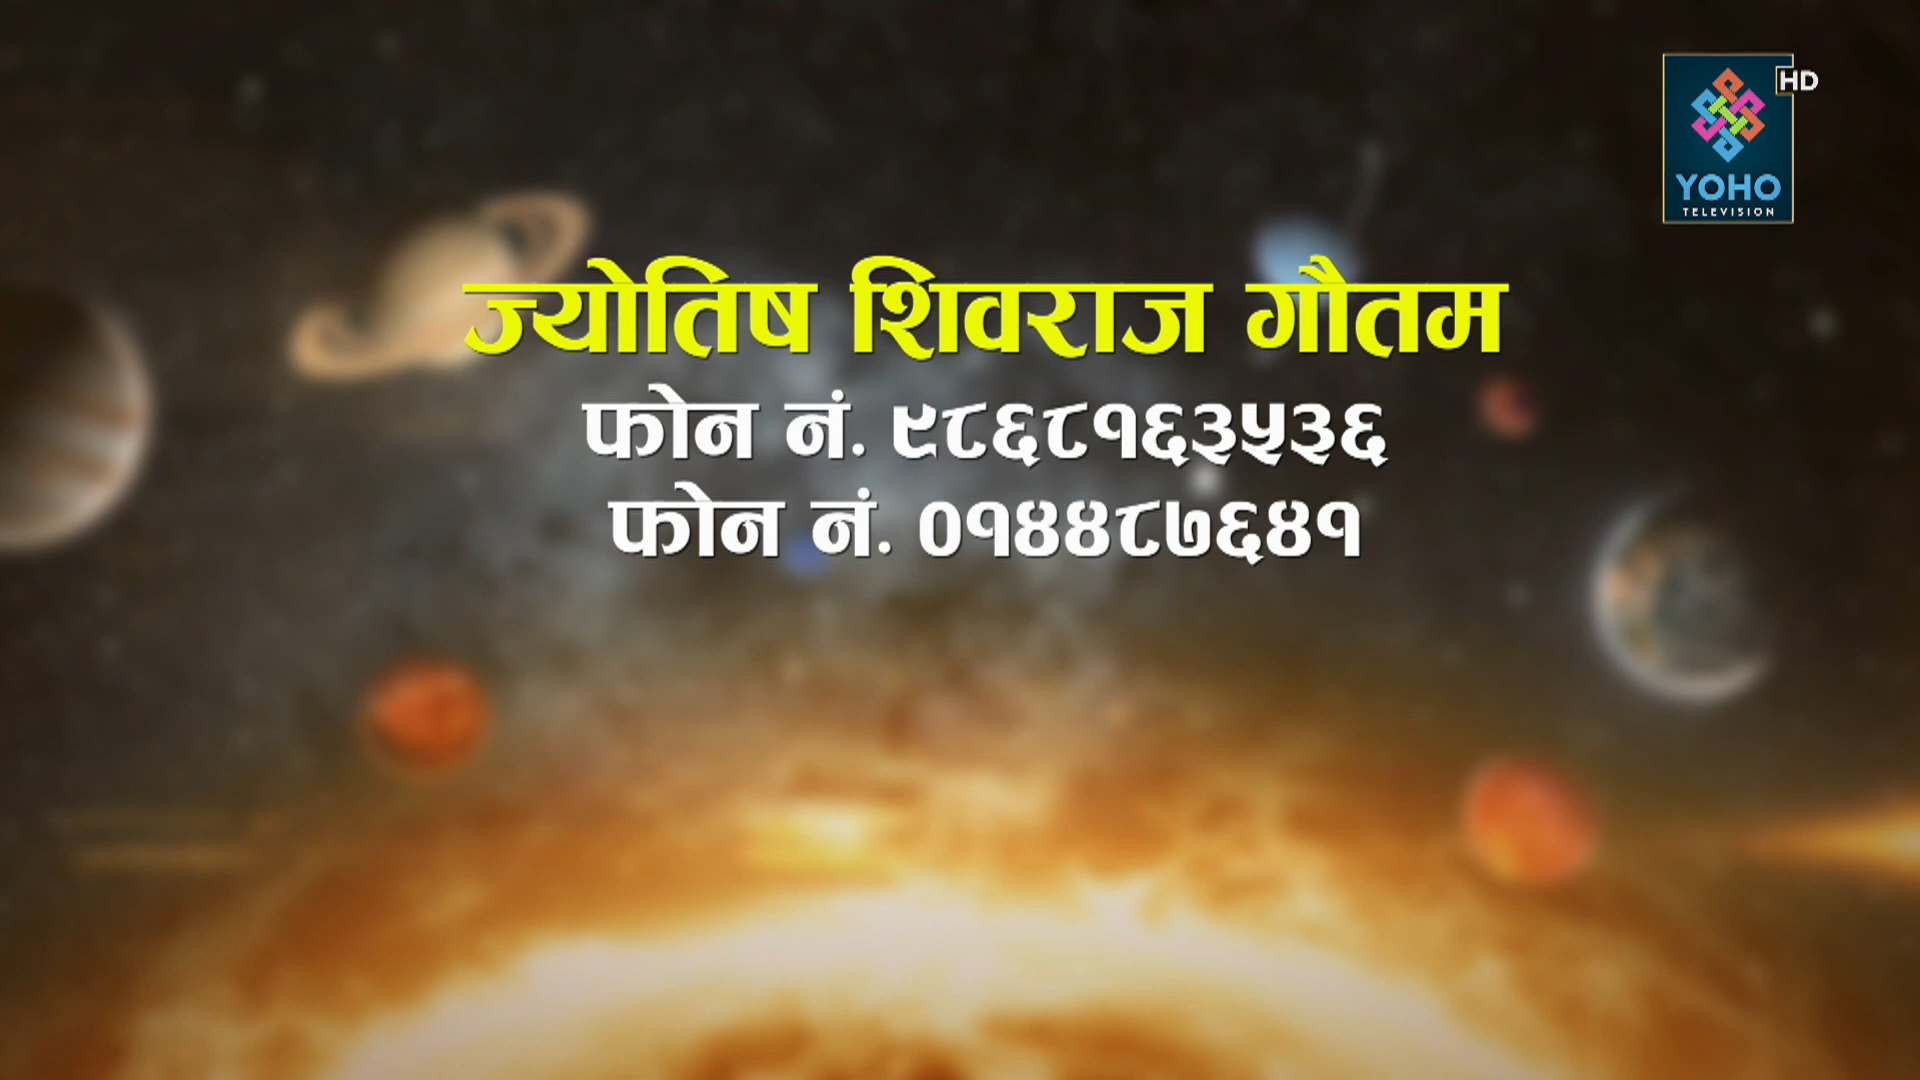 HD
YOHO
TELEVISION
ज्योतिष शिवराज गौतम
फोन नं. ९८६८१६३५३६
फोन नं. ०१४४८७६४१